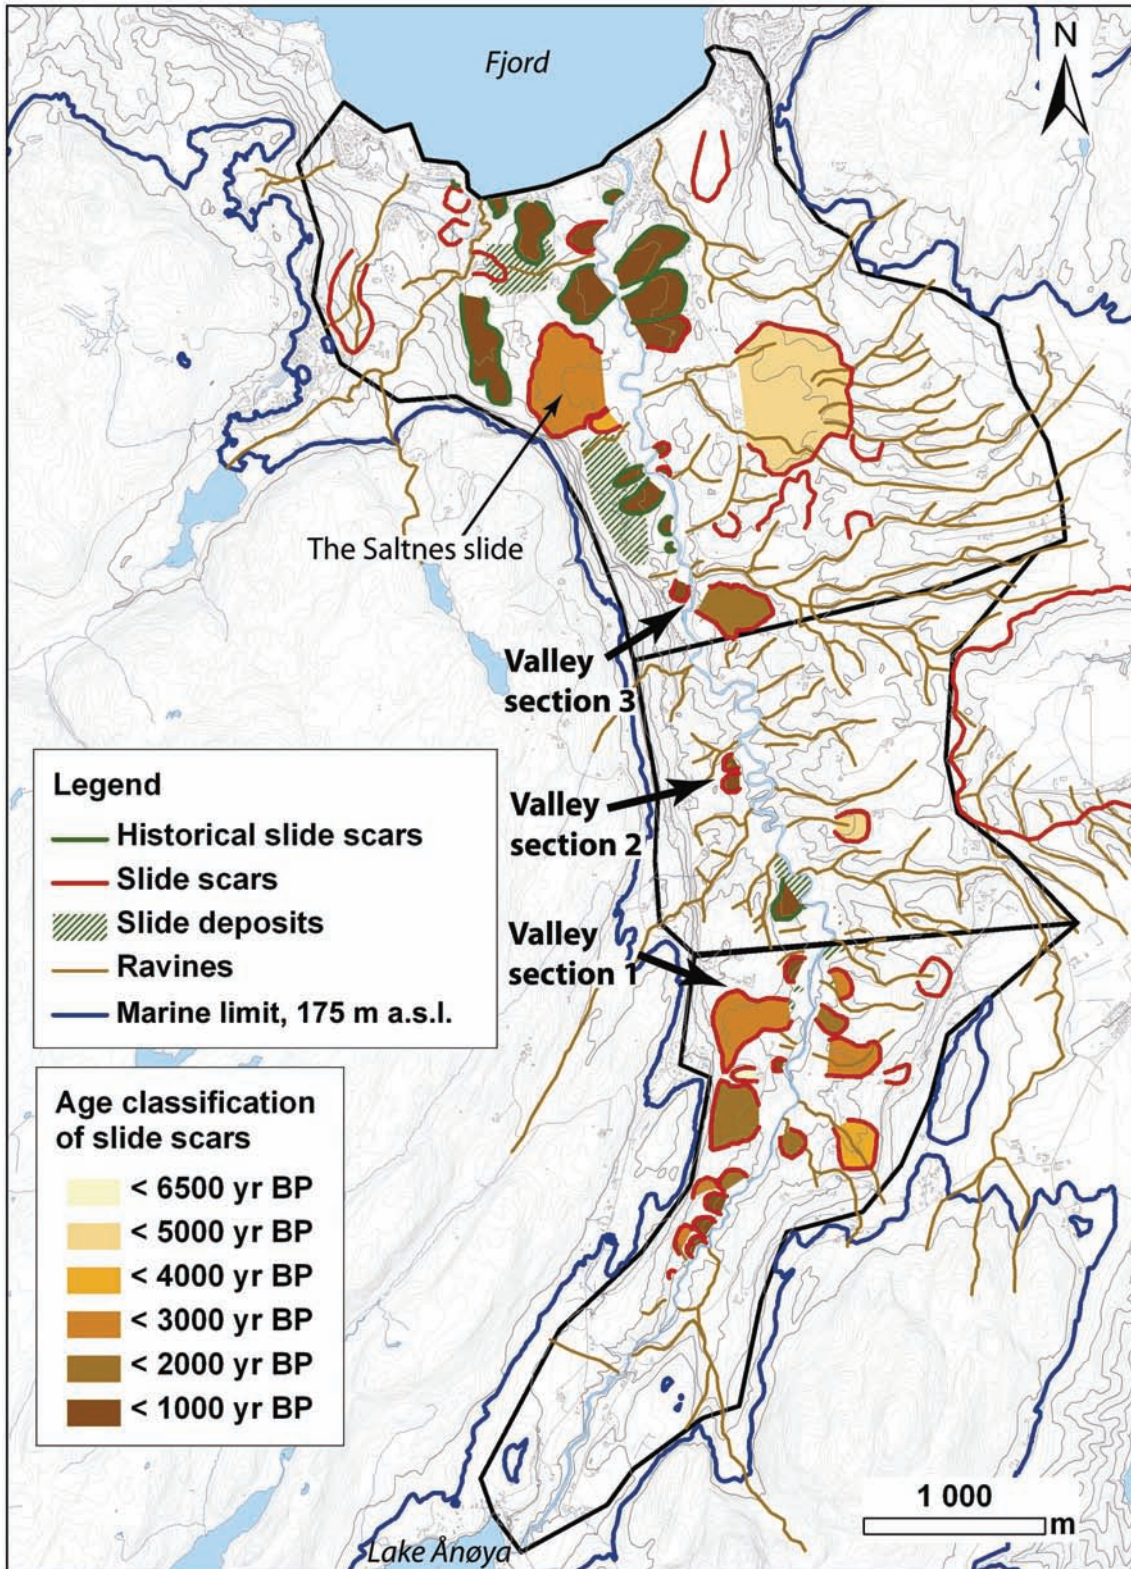 Fjord
N
The Saltnes slide
Valley
section 3
Valley
section 2
Valley
section 1
Legend
Historical slide scars
Slide scars
Slide deposits
Ravines
Marine limit, 175 m a.s.l.
Age classification
of slide scars
< 6500 yr BP
< 5000 yr BP
< 4000 yr BP
< 3000 yr BP
< 2000 yr BP
< 1000 yr BP
1 000
m
Lake Ånøya